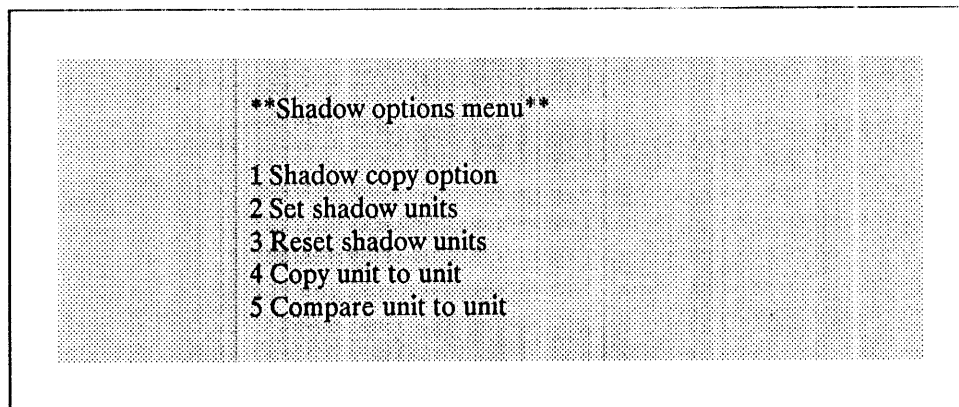 **Shadow options menu**
1 Shadow copy option
2 Set shadow units
3 Reset shadow units
4 Copy unit to unit
5 Compare unit to unit